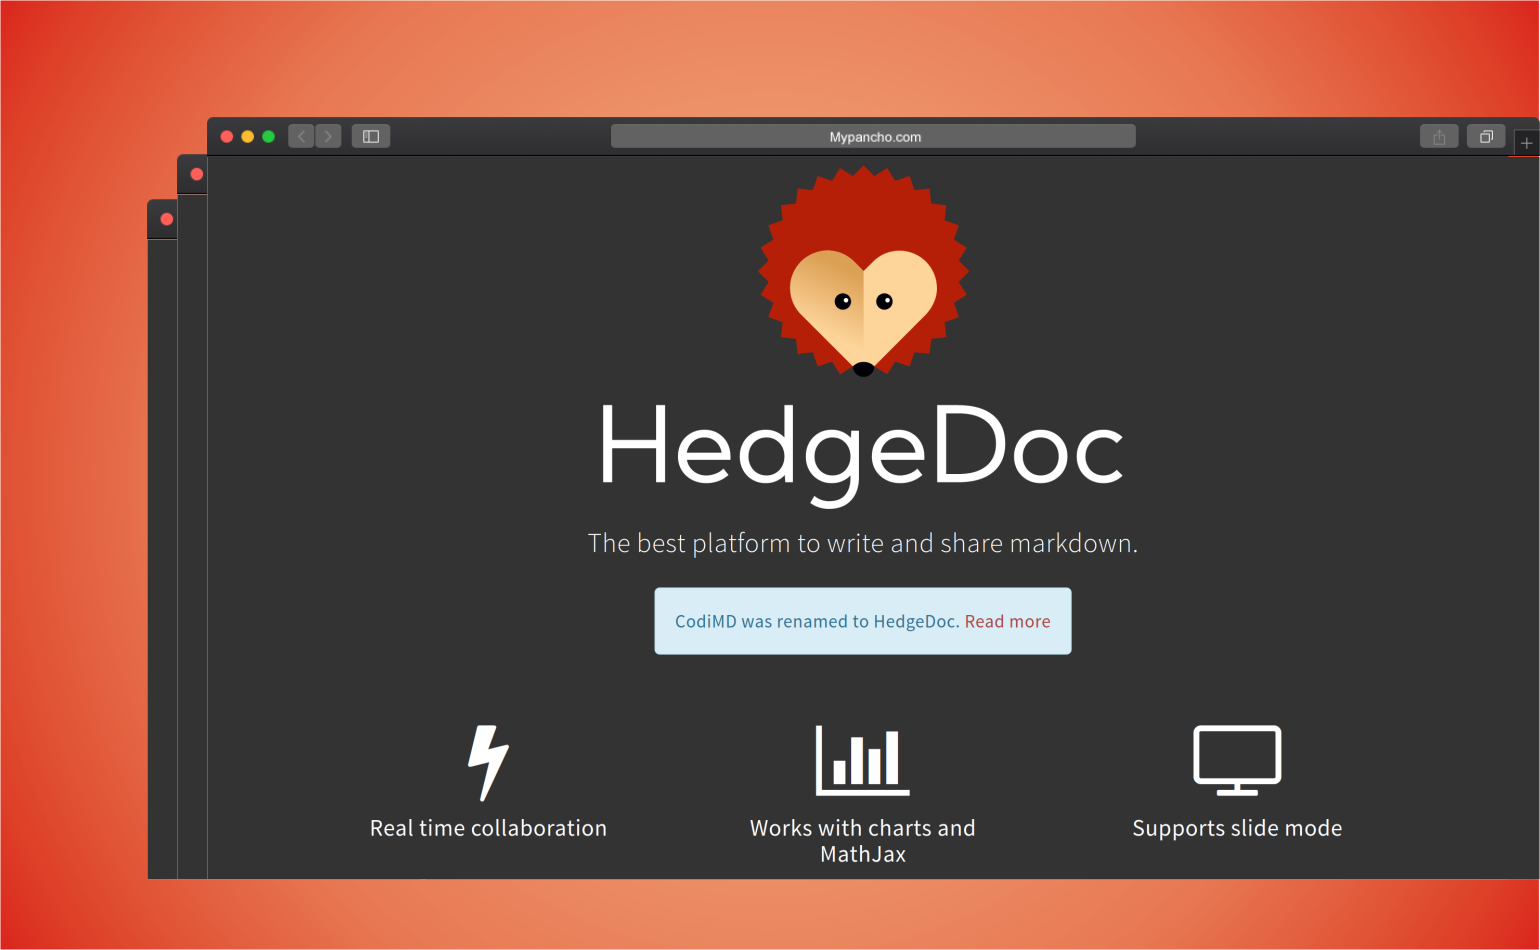 Mypancho.com
HedgeDoc
The best platform to write and share markdown.
CodiMD was renamed to HedgeDoc. Read more
Real time collaboration
Works with charts and
MathJax
Supports slide mode